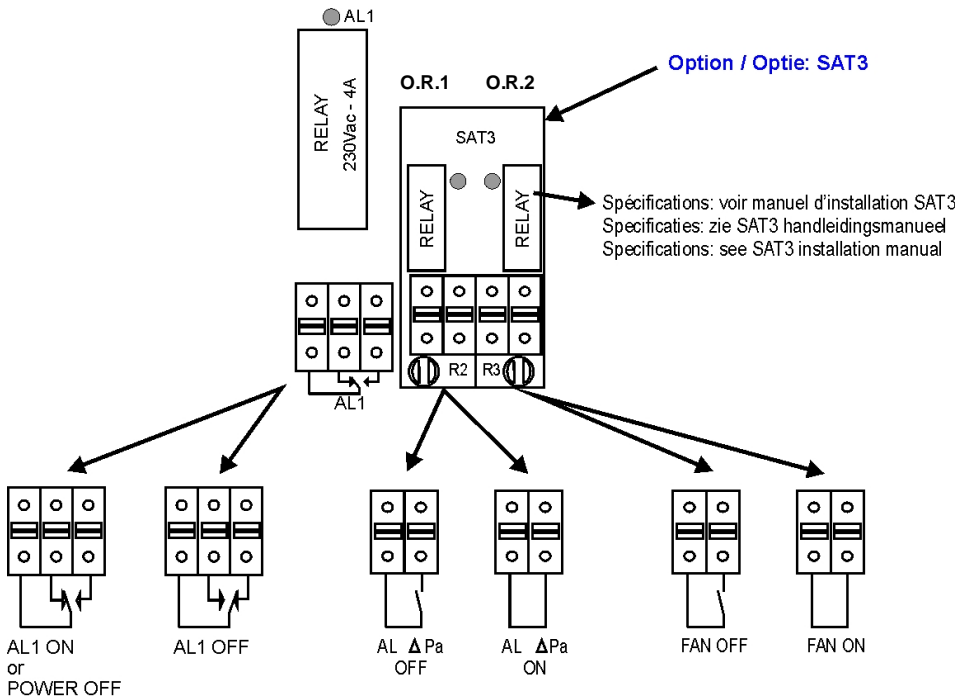 AL1
RELAY
230Vac - 4A
O.R.1 O.R.2
Option / Optie: SAT3
SAT3
RELAY
RELAY
Spécifications: voir manuel d'installation SAT3
Specificaties: zie SAT3 handleidingsmanueel
Specifications: see SAT3 installation manual
R2 R3
AL1
AL1 ON
or
POWER OFF
AL1 OFF
AL ΔPa
OFF
AL ΔPa
ON
FAN OFF
FAN ON